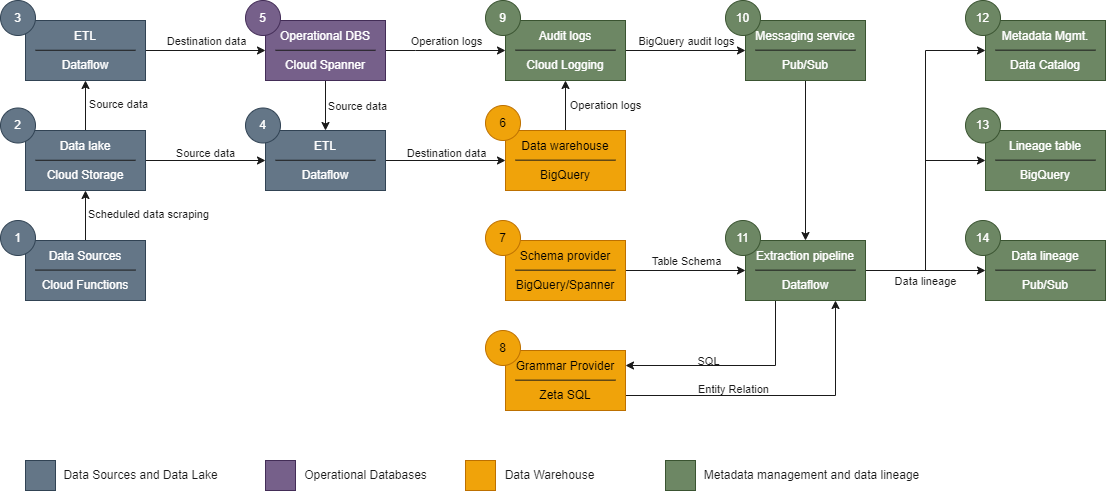 3
ETL
Dataflow
Destination data
5
Operational DBS
Cloud Spanner
Operation logs
9
Audit logs
Cloud Logging
BigQuery audit logs
10
Messaging service
Pub/Sub
12
Metadata Mgmt.
Data Catalog
Source data
Source data
Operation logs
2
Data lake
Cloud Storage
Source data
4
ETL
Dataflow
Destination data
6
Data warehouse
BigQuery
13
Lineage table
BigQuery
Scheduled data scraping
1
Data Sources
Cloud Functions
7
Schema provider
BigQuery/Spanner
Table Schema
11
Extraction pipeline
Dataflow
Data lineage
14
Data lineage
Pub/Sub
8
Grammar Provider
Zeta SQL
SQL
Entity Relation
Data Sources and Data Lake
Operational Databases
Data Warehouse
Metadata management and data lineage